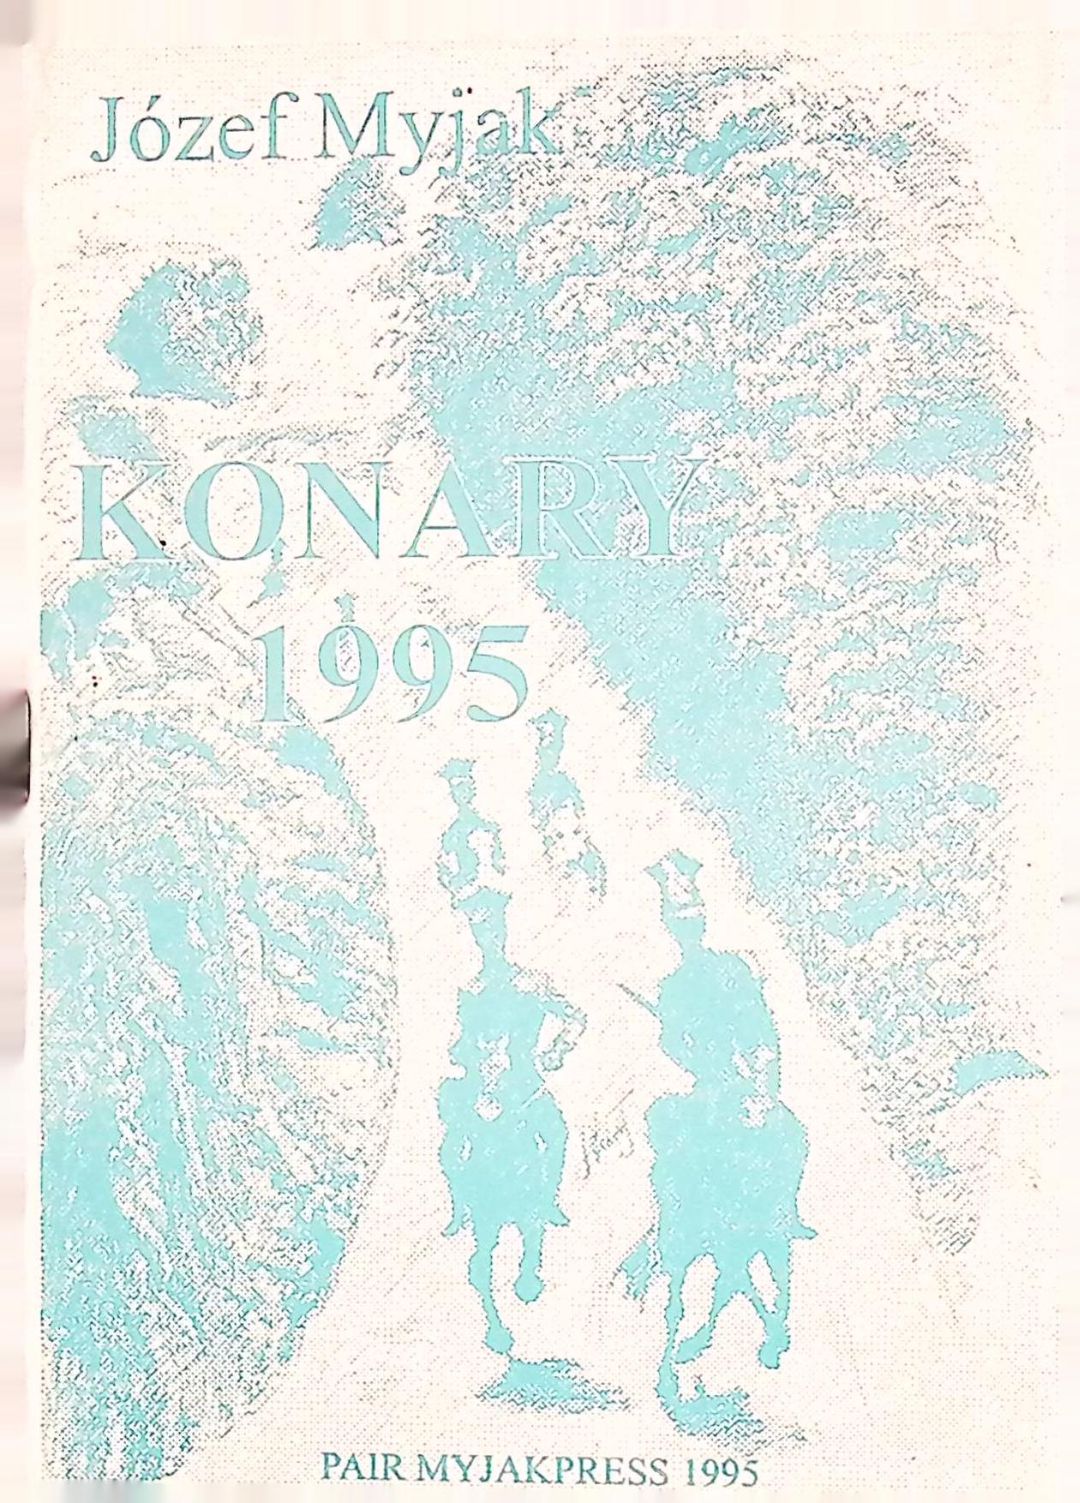 Józef Myjak
KONARY
1995
PAIR MYJAKPRESS 1995